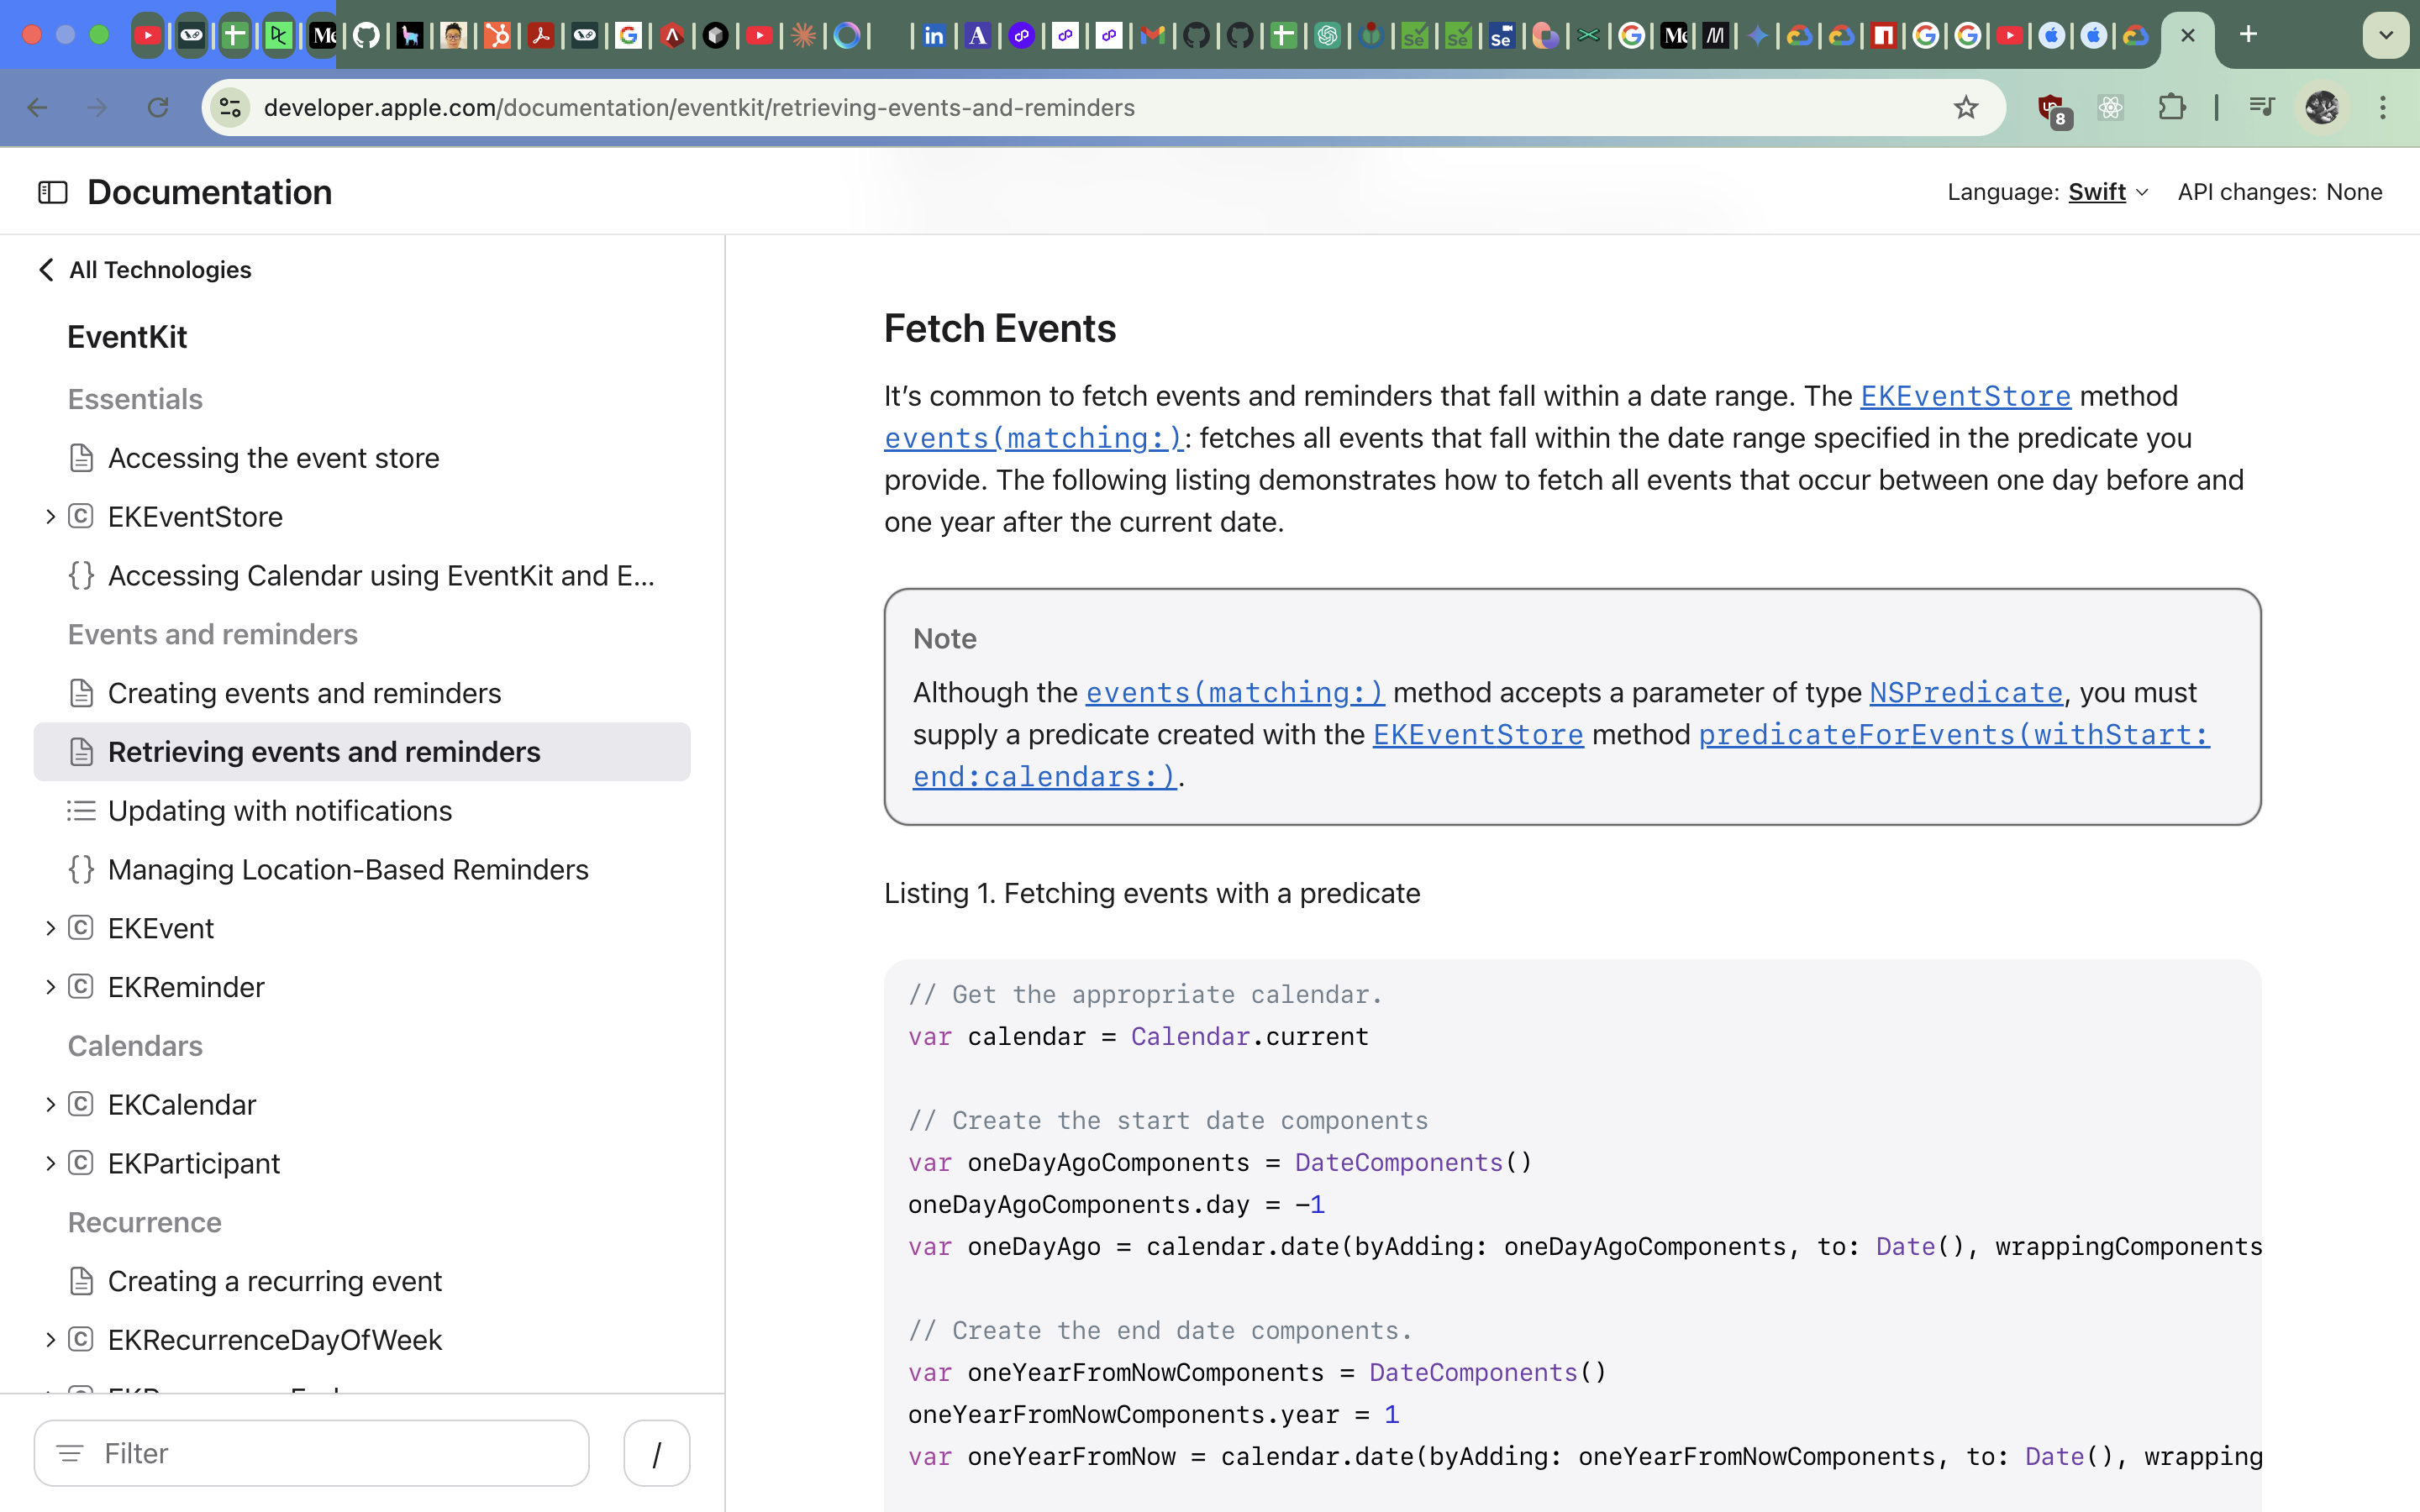 developer.apple.com/documentation/eventkit/retrieving-events-and-reminders
8
Documentation
Language: Swift
API changes: None
All Technologies
EventKit
Essentials
Accessing the event store
EKEventStore
Accessing Calendar using EventKit and E...
Events and reminders
Creating events and reminders
Retrieving events and reminders
Updating with notifications
Managing Location-Based Reminders
EKEvent
EKReminder
Calendars
EKCalendar
EKParticipant
Recurrence
Creating a recurring event
EKRecurrenceDayOfWeek
Filter
/
Fetch Events
It’s common to fetch events and reminders that fall within a date range. The EKEventStore method
events(matching:): fetches all events that fall within the date range specified in the predicate you
provide. The following listing demonstrates how to fetch all events that occur between one day before and
one year after the current date.
Note
Although the events(matching:) method accepts a parameter of type NSPredicate, you must
supply a predicate created with the EKEventStore method predicateForEvents(withStart:
end:calendars:).
Listing 1. Fetching events with a predicate
// Get the appropriate calendar.
var calendar = Calendar.current
// Create the start date components
var oneDayAgoComponents = DateComponents()
oneDayAgoComponents.day = -1
var oneDayAgo = calendar.date(byAdding: oneDayAgoComponents, to: Date(), wrappingComponents
// Create the end date components.
var oneYearFromNowComponents = DateComponents()
oneYearFromNowComponents.year = 1
var oneYearFromNow = calendar.date(byAdding: oneYearFromNowComponents, to: Date(), wrapping